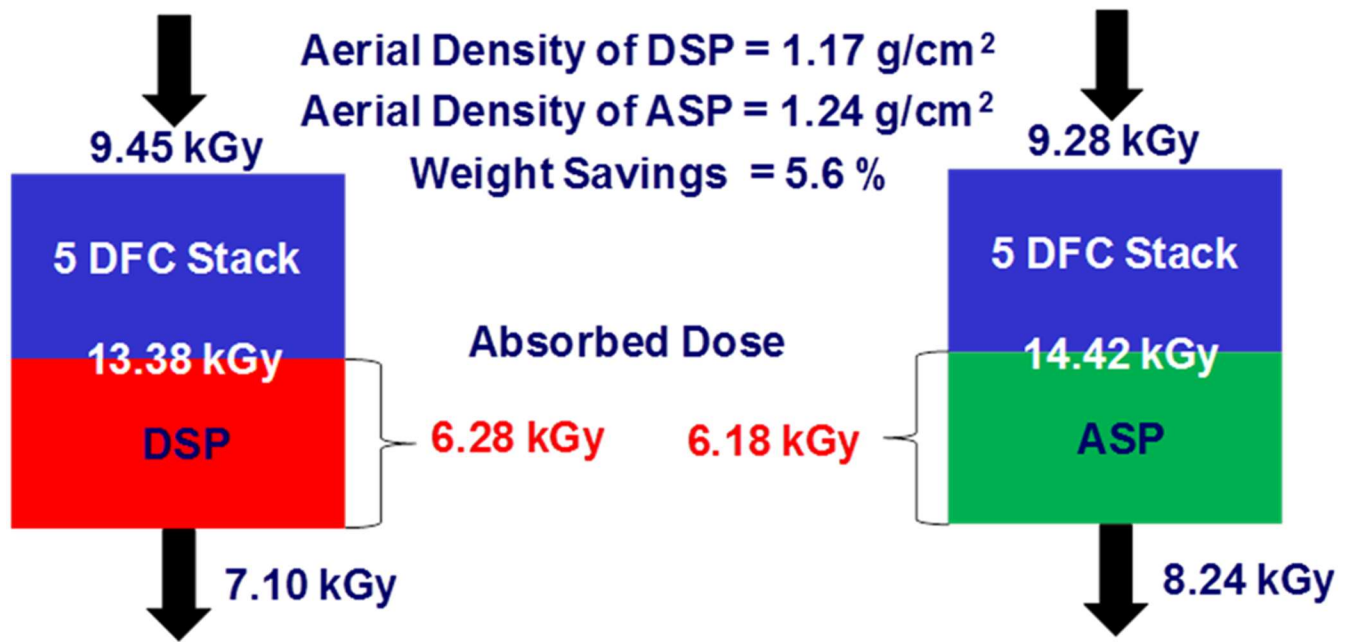 Aerial Density of DSP = 1.17 g/cm²
Aerial Density of ASP = 1.24 g/cm²
Weight Savings = 5.6 %
9.45 kGy
5 DFC Stack
13.38 kGy
DSP
7.10 kGy
Absorbed Dose
6.28 kGy
6.18 kGy
9.28 kGy
5 DFC Stack
14.42 kGy
ASP
8.24 kGy